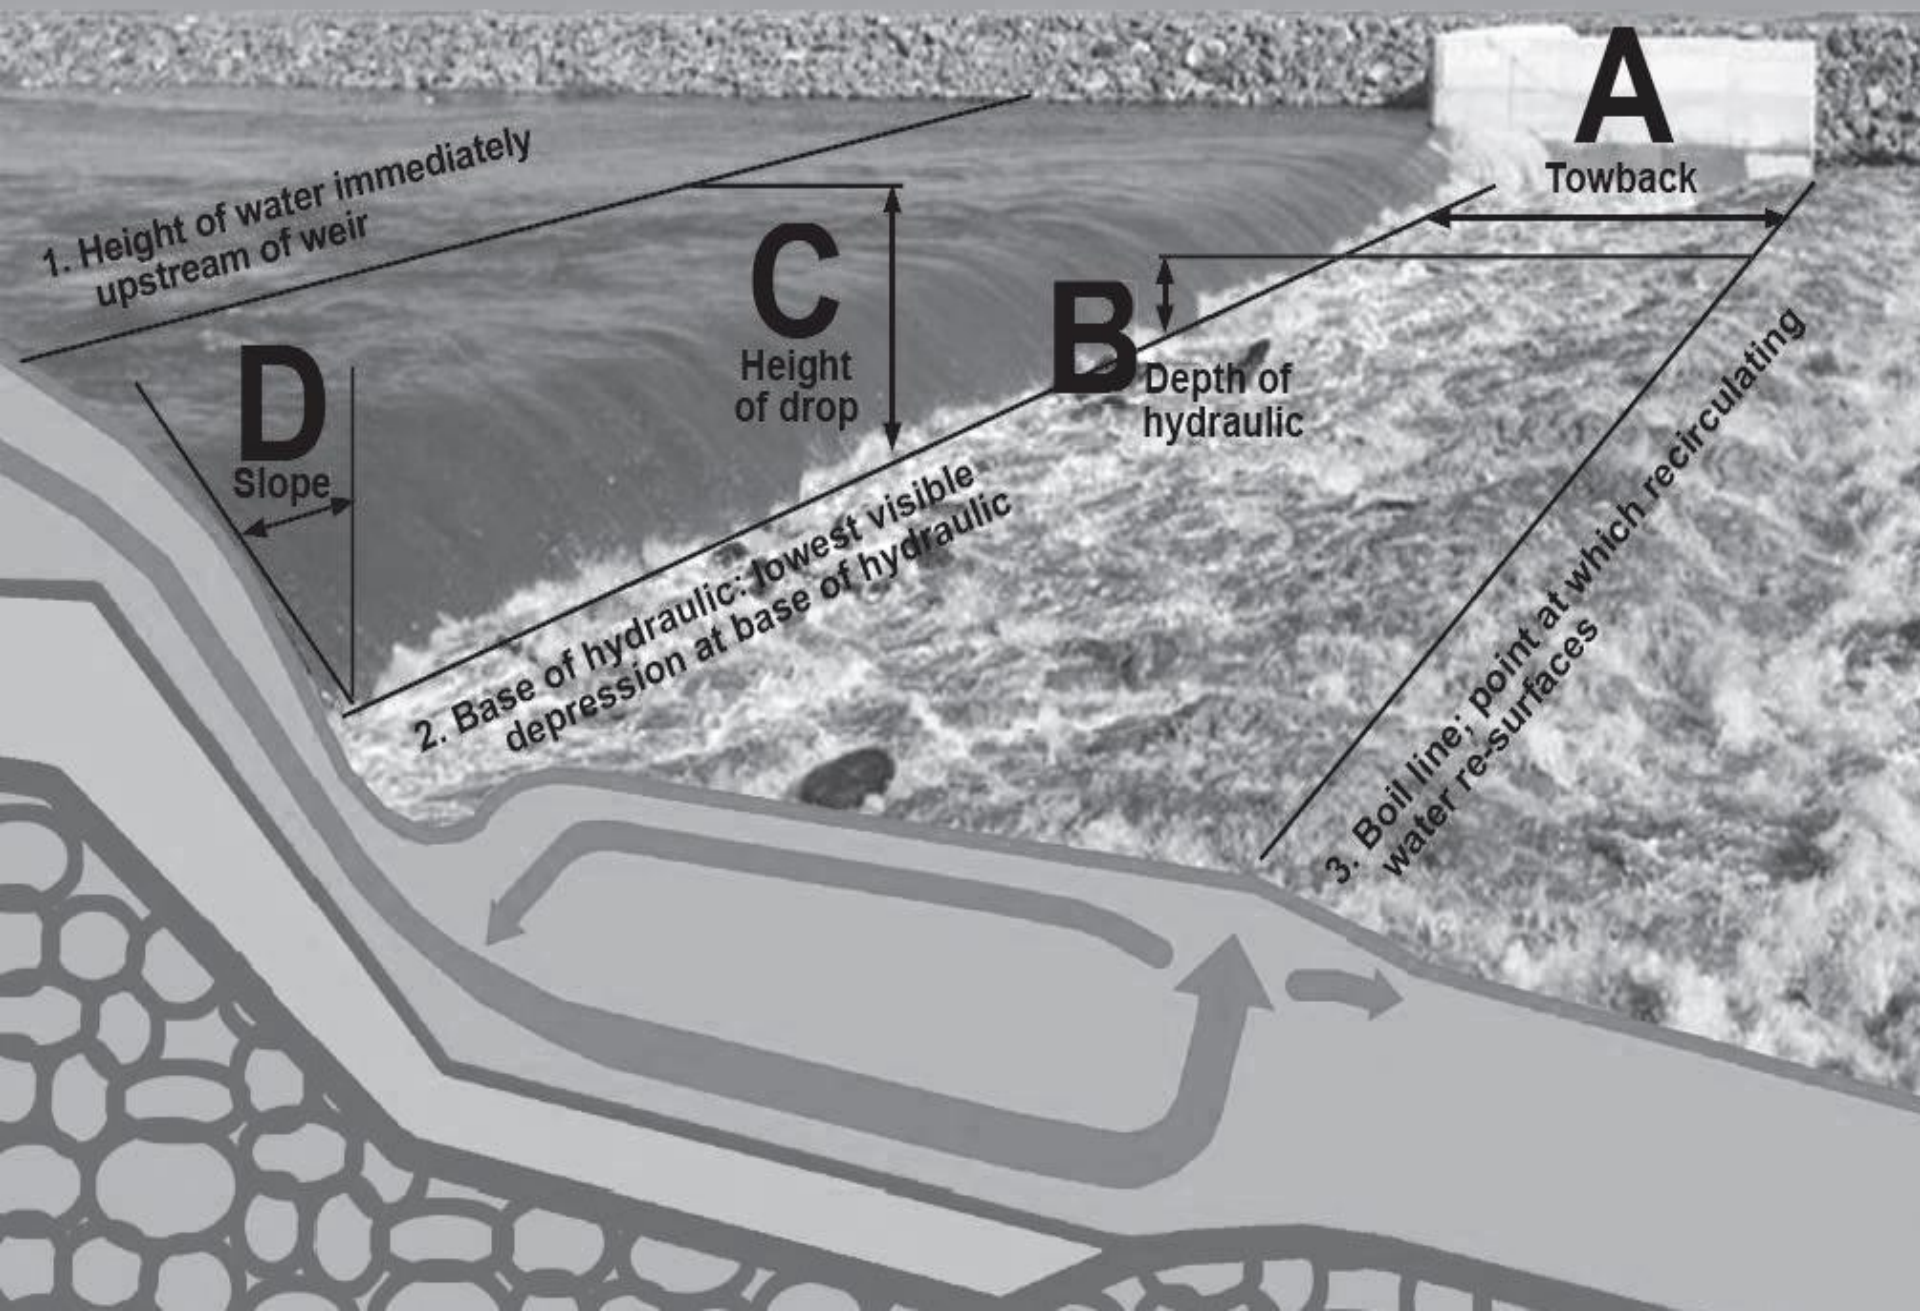 A
Towback
1. Height of water immediately
upstream of weir
C
Height
of drop
B
Depth of
hydraulic
D
Slope
2. Base of hydraulic: lowest visible
depression at base of hydraulic
3. Boil line; point at which recirculating
water re-surfaces